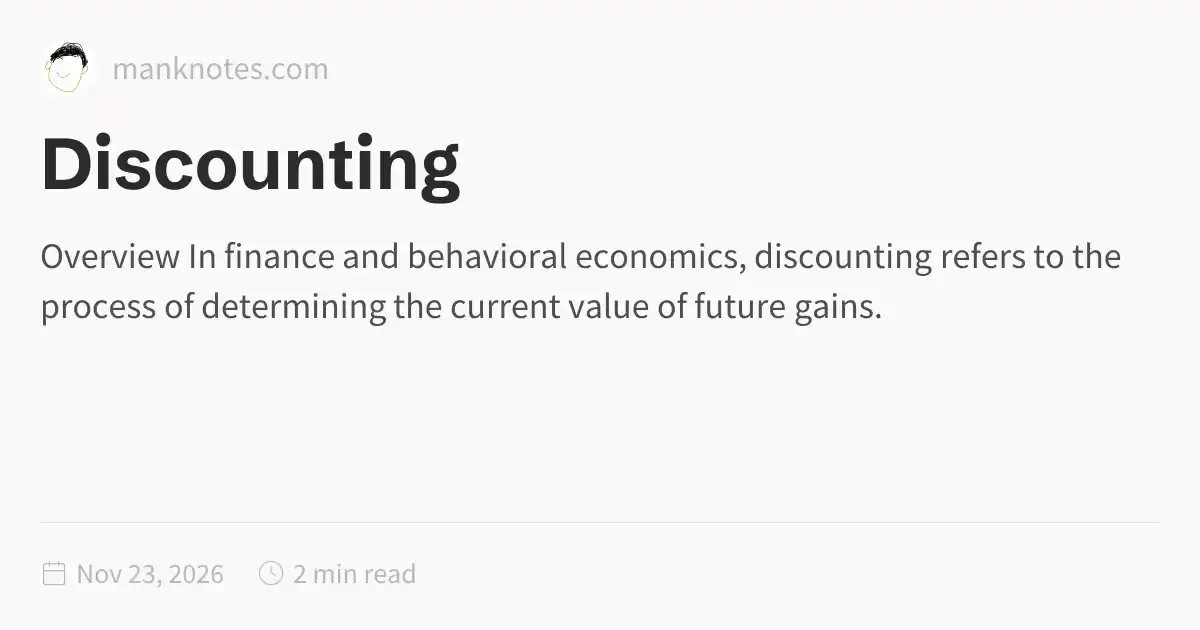 manknotes.com
Discounting
Overview In finance and behavioral economics, discounting refers to the
process of determining the current value of future gains.
Nov 23, 2026 2 min read